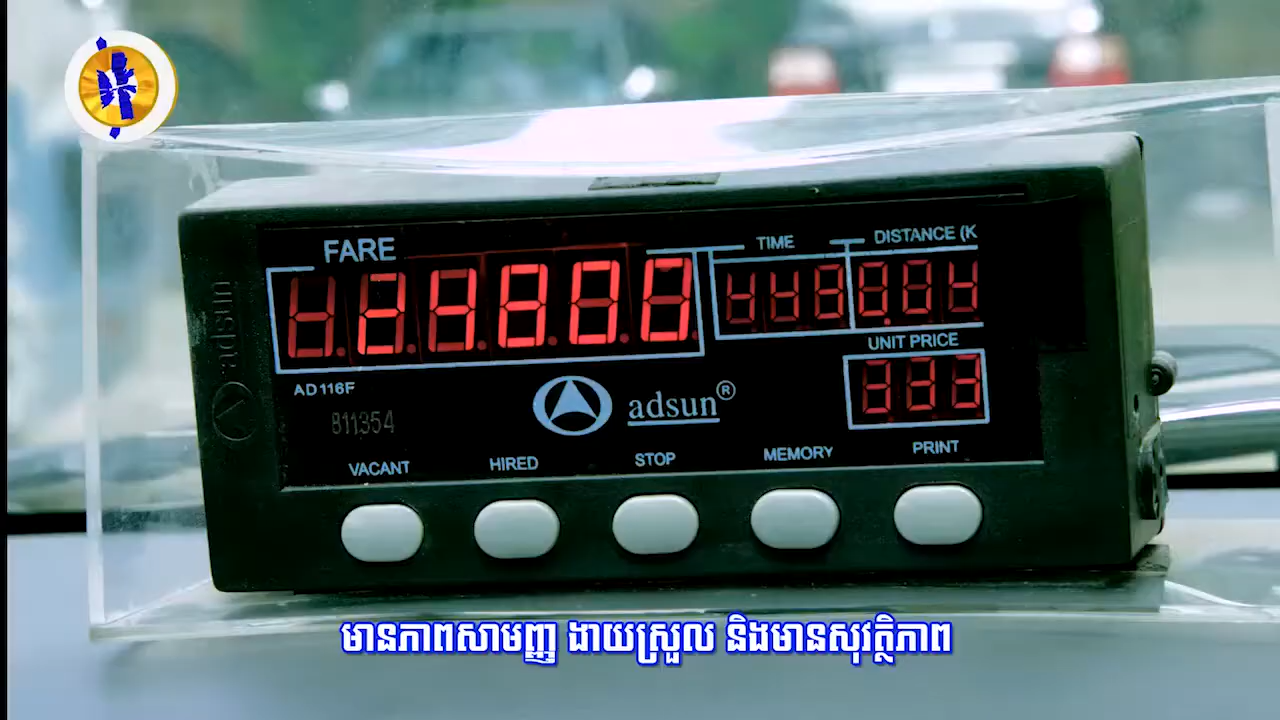 FARE
TIME
DISTANCE (K
UNIT PRICE
adsun
AD116F
811354
adsun®
VACANT
HIRED
STOP
MEMORY
PRINT
មានភាពសាមញ្ញ ងាយស្រួល និងមានសុវត្ថិភាព